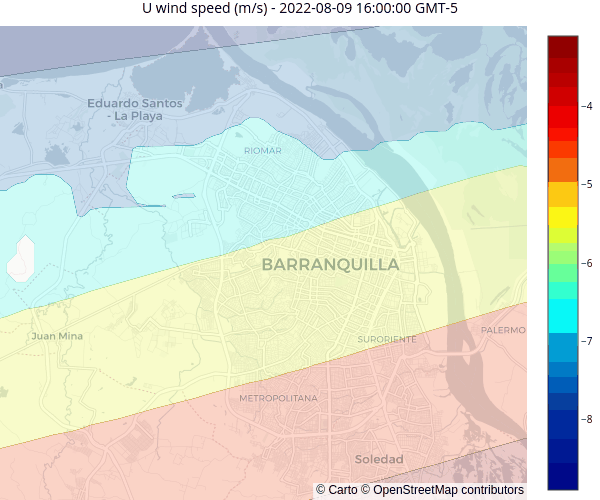 U wind speed (m/s) - 2022-08-09 16:00:00 GMT-5
Eduardo Santos
- La Playa
RIOMAR
BARRANQUILLA
Juan Mina
SURORIENTE
PALERMO
METROPOLITANA
Soledad
© Carto © OpenStreetMap contributors
−4
−5
−6
−7
−8